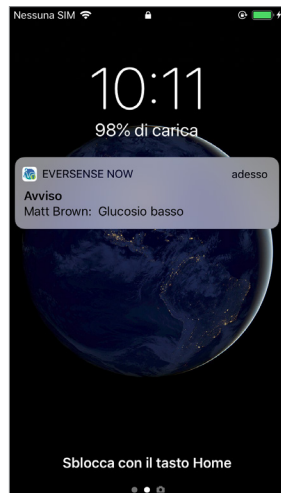 Nessuna SIM
10:11
98% di carica
EVERSENSE NOW adesso
Avviso
Matt Brown: Glucosio basso
Sblocca con il tasto Home